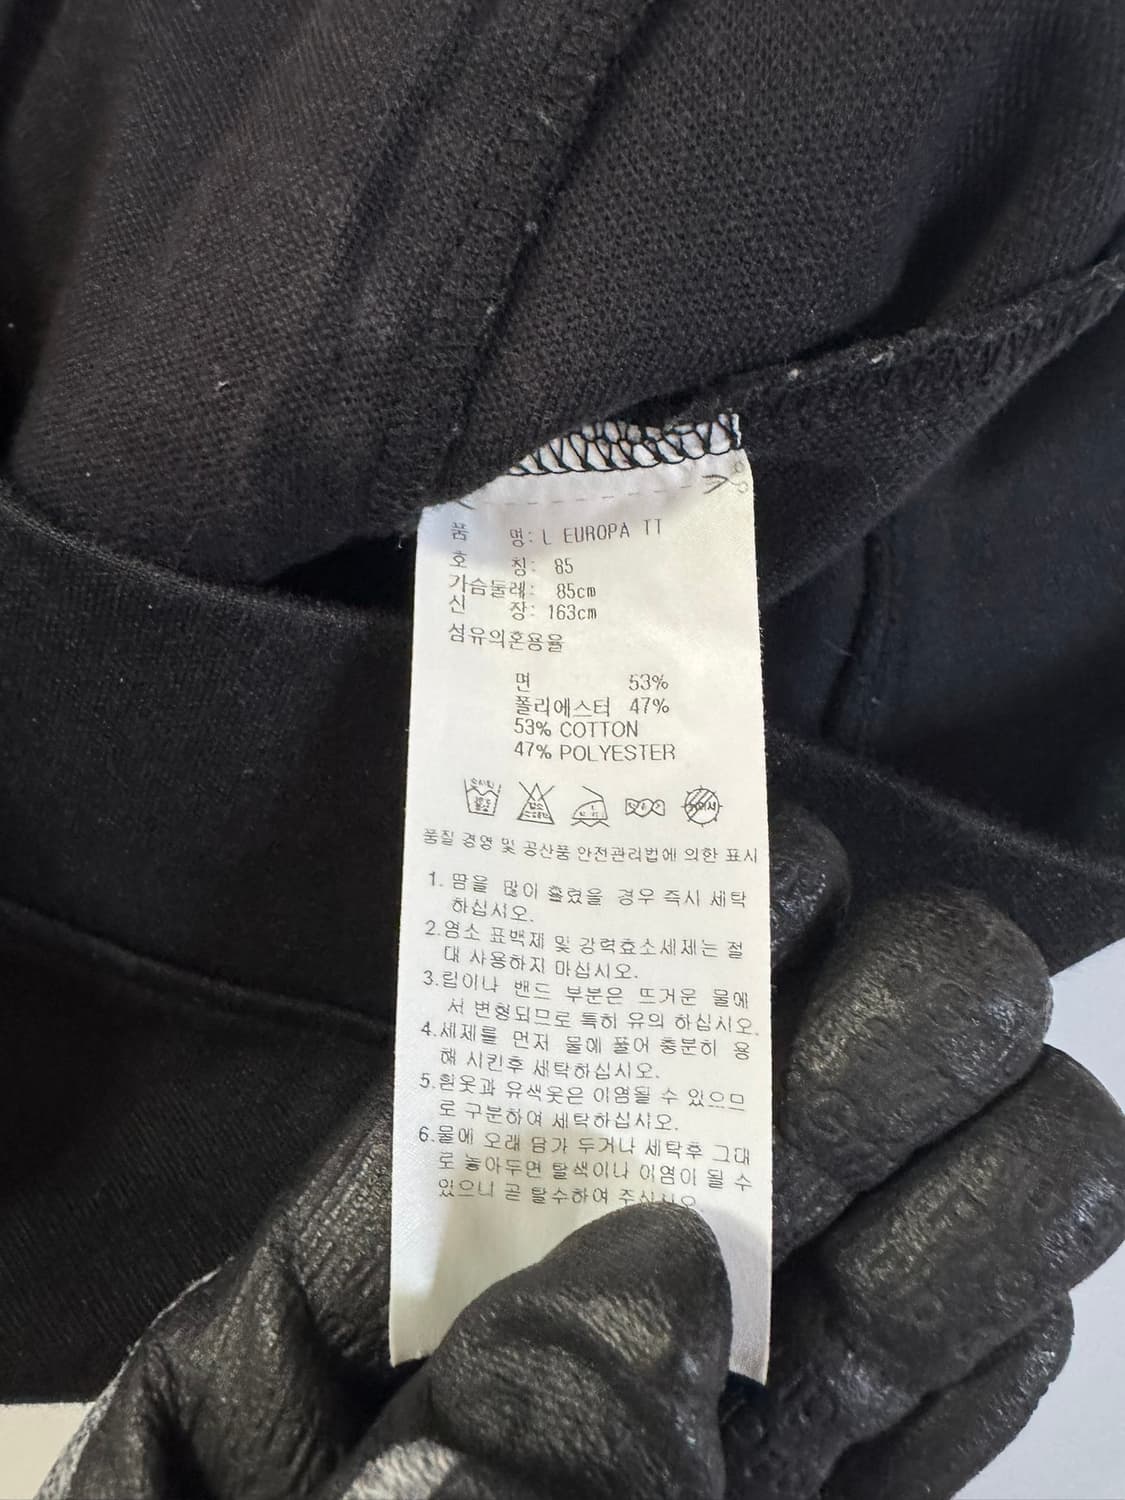 품 명: L EUROPA TT
호 칭: 85
가슴둘레: 85cm
신 장: 163cm
섬유의혼용율
면 53%
폴리에스터 47%
53% COTTON
47% POLYESTER
품질 경영 및 공산품 안전관리법에 의한 표시
1. 땀을 많이 흘렸을 경우 즉시 세탁
하십시오.
2.염소 표백제 및 강력효소세제는 절
대 사용하지 마십시오.
3.립이나 밴드 부분은 뜨거운 물에
서 변형되므로 특히 유의 하십시오.
4.세제를 먼저 물에 풀어 충분히 용
해 시킨후 세탁하십시오.
5.흰옷과 유색옷은 이염될 수 있으므
로 구분하여 세탁하십시오.
6.물에 오래 담가 두거나 세탁후 그대
로 놓아두면 탈색이나 이염이 될 수
있으니 곧 탈수하여 주십시오